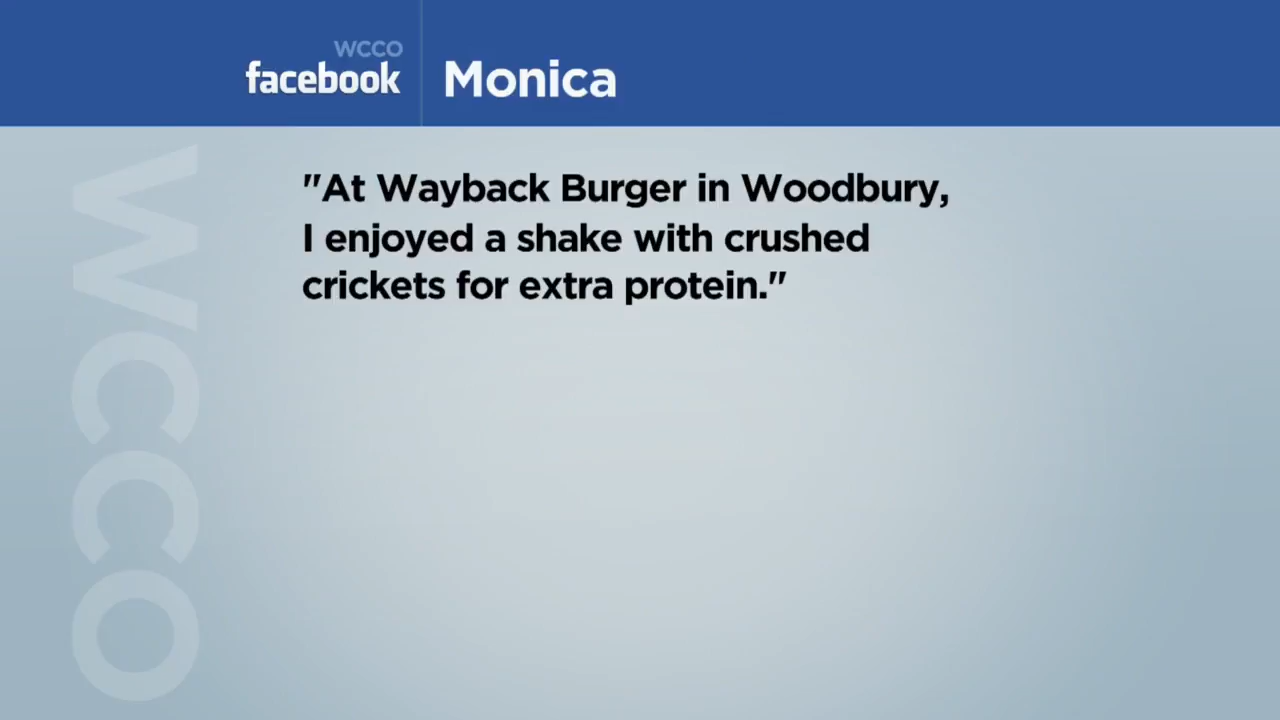 WCCO
facebook
Monica
"At Wayback Burger in Woodbury,
I enjoyed a shake with crushed
crickets for extra protein."
WCCO